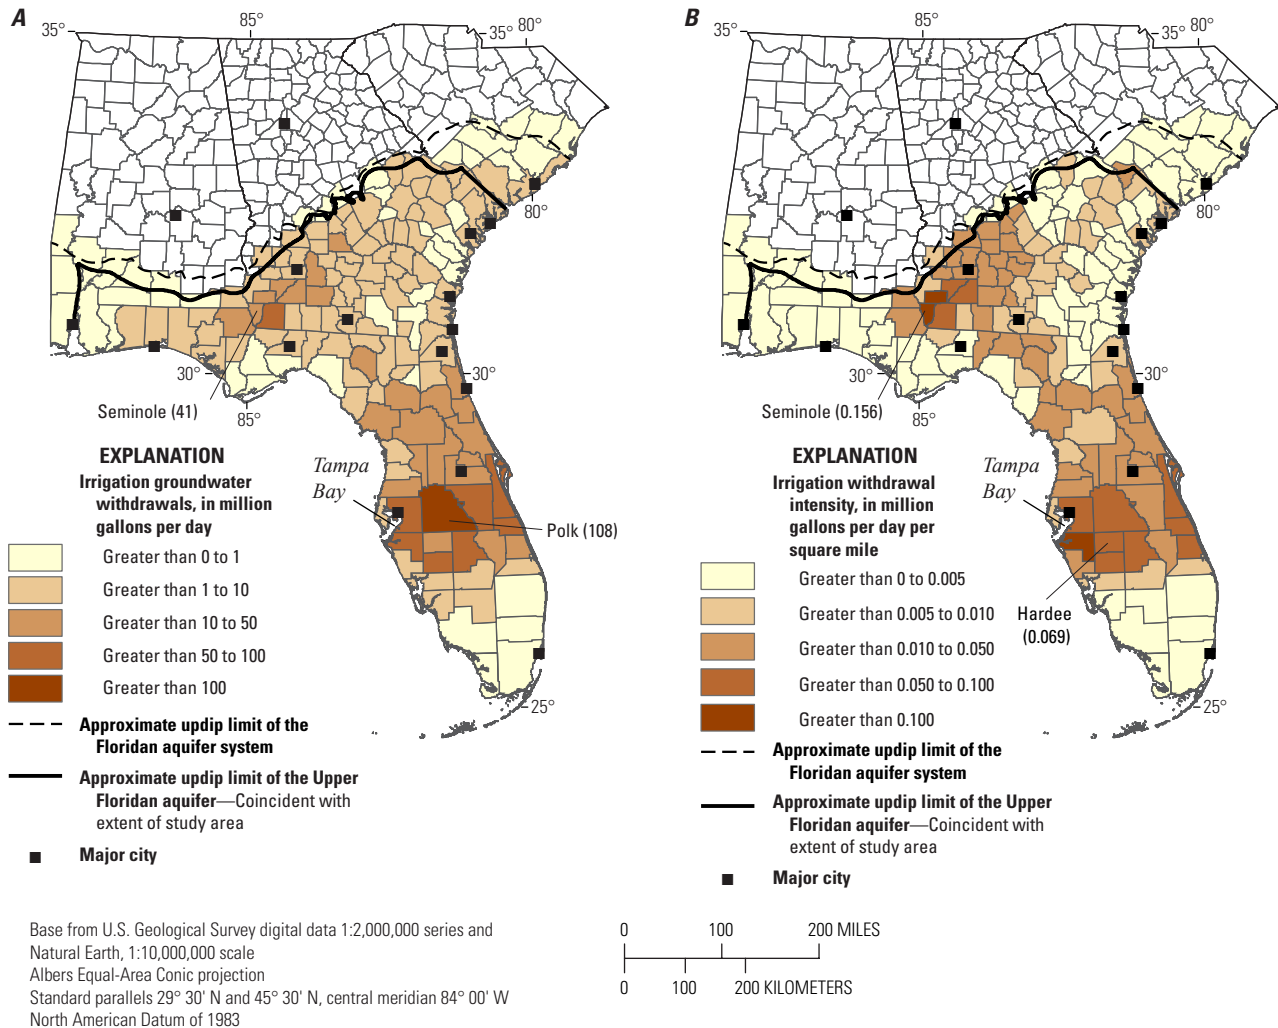 A
35°
85°
35°
80°
80°
30°
30°
Seminole (41)
85°
EXPLANATION
Irrigation groundwater
withdrawals, in million
gallons per day
Greater than 0 to 1
Greater than 1 to 10
Greater than 10 to 50
Greater than 50 to 100
Greater than 100
Approximate updip limit of the
Floridan aquifer system
Approximate updip limit of the Upper
Floridan aquifer—Coincident with
extent of study area
Major city
Tampa
Bay
Polk (108)
25°
B
35°
85°
35°
80°
80°
30°
30°
Seminole (0.156)
85°
EXPLANATION
Irrigation withdrawal
intensity, in million
gallons per day per
square mile
Greater than 0 to 0.005
Greater than 0.005 to 0.010
Greater than 0.010 to 0.050
Greater than 0.050 to 0.100
Greater than 0.100
Approximate updip limit of the
Floridan aquifer system
Approximate updip limit of the Upper
Floridan aquifer—Coincident with
extent of study area
Major city
Tampa
Bay
Hardee
(0.069)
25°
Base from U.S. Geological Survey digital data 1:2,000,000 series and
Natural Earth, 1:10,000,000 scale
Albers Equal-Area Conic projection
Standard parallels 29° 30' N and 45° 30' N, central meridian 84° 00' W
North American Datum of 1983
0 100 200 MILES
0 100 200 KILOMETERS